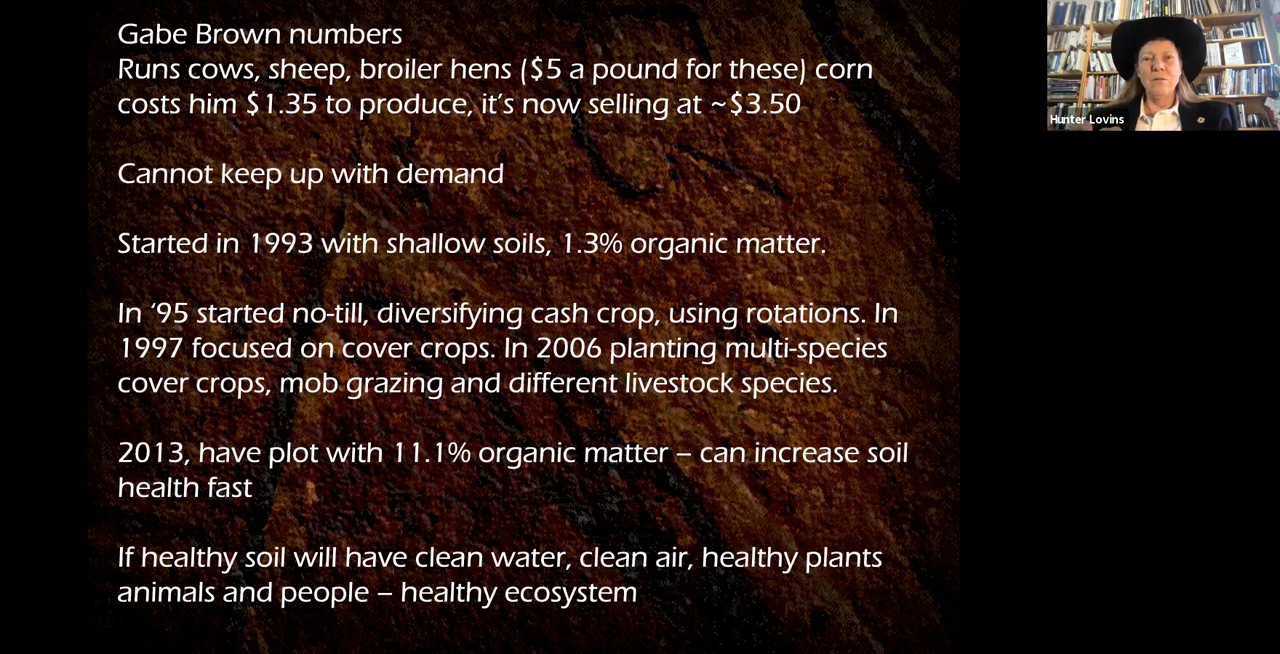 Gabe Brown numbers
Runs cows, sheep, broiler hens ($5 a pound for these) corn
costs him $1.35 to produce, it’s now selling at ~$3.50
Cannot keep up with demand
Started in 1993 with shallow soils, 1.3% organic matter.
In ‘95 started no-till, diversifying cash crop, using rotations. In
1997 focused on cover crops. In 2006 planting multi-species
cover crops, mob grazing and different livestock species.
2013, have plot with 11.1% organic matter – can increase soil
health fast
If healthy soil will have clean water, clean air, healthy plants
animals and people – healthy ecosystem
Hunter Lovins